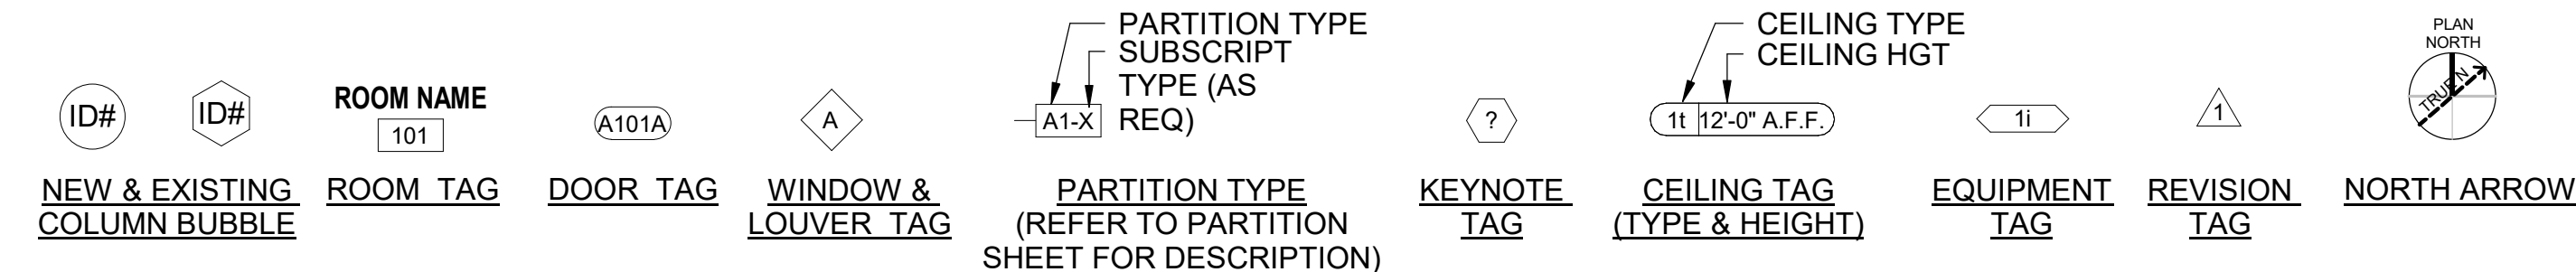 ID#
ID#
NEW & EXISTING
COLUMN BUBBLE
ROOM NAME
101
ROOM TAG
A101A
DOOR TAG
A
WINDOW &
LOUVER TAG
PARTITION TYPE
SUBSCRIPT
TYPE (AS
REQ)
A1-X
PARTITION TYPE
(REFER TO PARTITION
SHEET FOR DESCRIPTION)
?
KEYNOTE
TAG
CEILING TYPE
CEILING HGT
1t 12'-0" A.F.F.
CEILING TAG
(TYPE & HEIGHT)
1i
EQUIPMENT
TAG
1
REVISION
TAG
PLAN
NORTH
TRUE N
NORTH ARROW